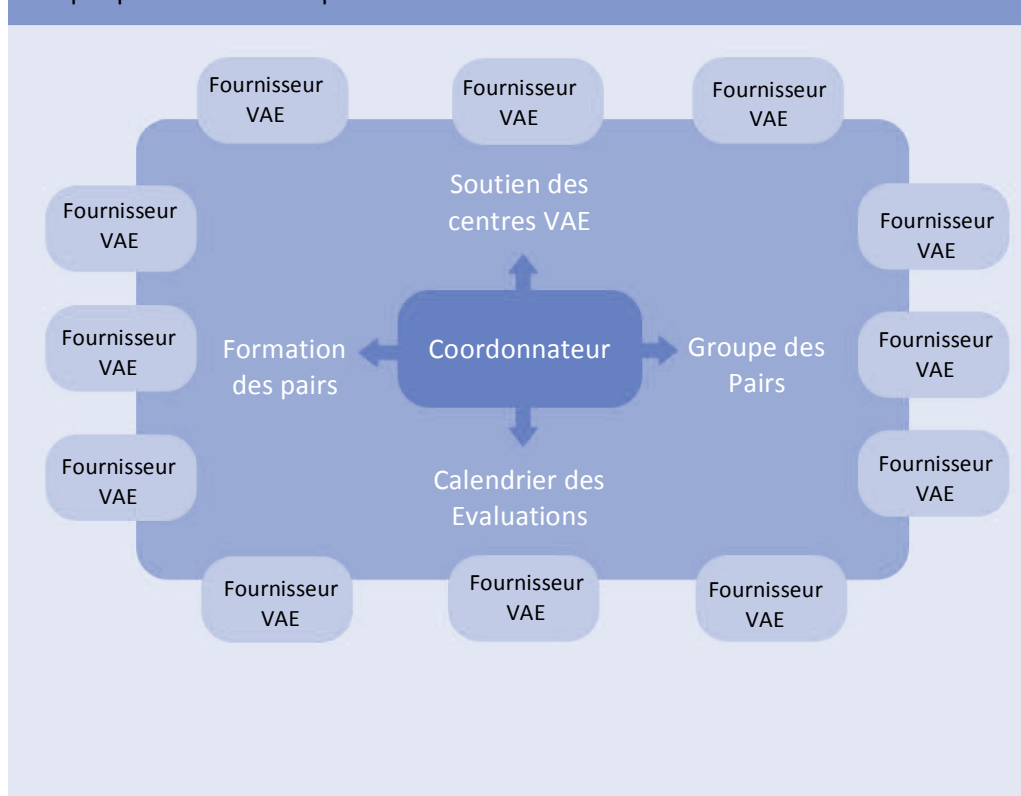 Fournisseur
VAE
Fournisseur
VAE
Fournisseur
VAE
Soutien des
centres VAE
Fournisseur
VAE
Fournisseur
VAE
Fournisseur
VAE
Formation
des pairs
Coordonnateur
Groupe des
Pairs
Fournisseur
VAE
Fournisseur
VAE
Fournisseur
VAE
Calendrier des
Evaluations
Fournisseur
VAE
Fournisseur
VAE
Fournisseur
VAE